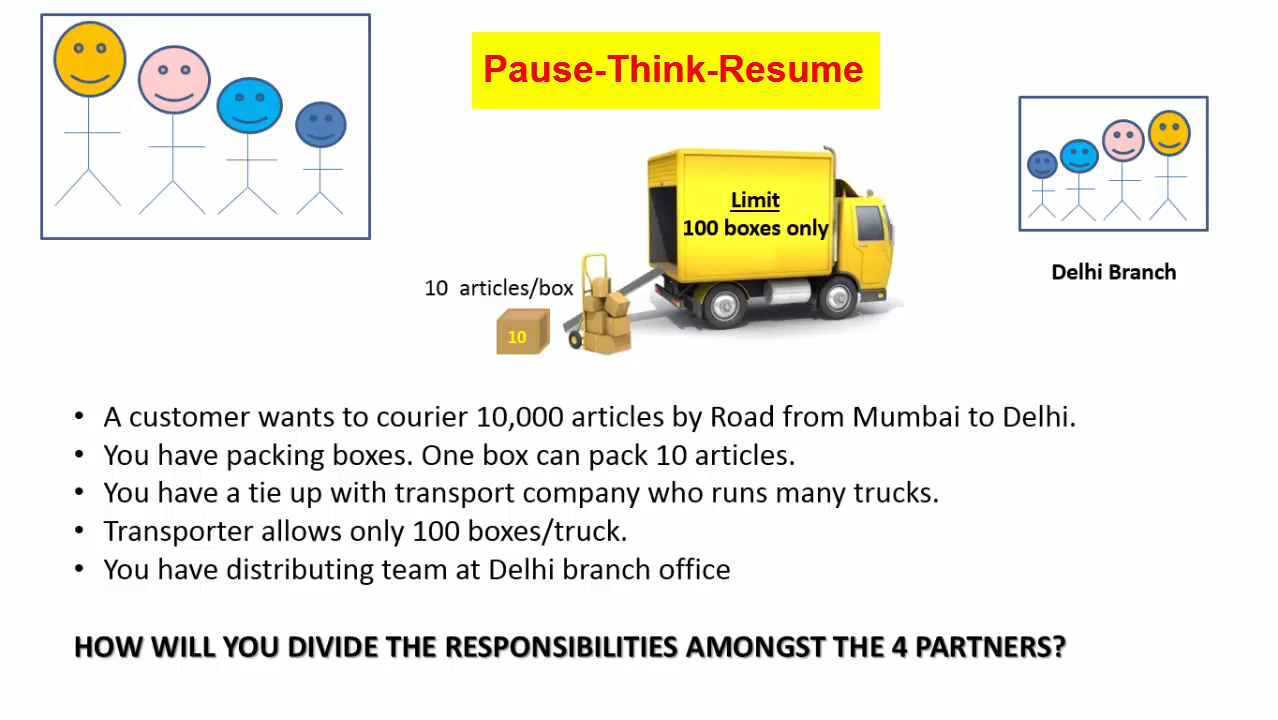 Pause-Think-Resume
Limit
100 boxes only
Delhi Branch
10 articles/box
10
• A customer wants to courier 10,000 articles by Road from Mumbai to Delhi.
• You have packing boxes. One box can pack 10 articles.
• You have a tie up with transport company who runs many trucks.
• Transporter allows only 100 boxes/truck.
• You have distributing team at Delhi branch office
HOW WILL YOU DIVIDE THE RESPONSIBILITIES AMONGST THE 4 PARTNERS?